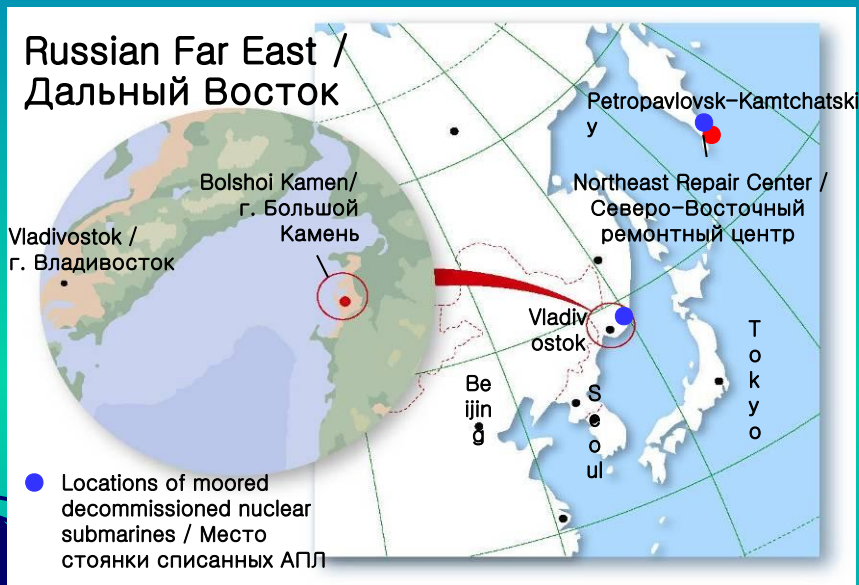 Russian Far East /
Дальный Восток
Petropavlovsk-Kamtchatski
y
Bolshoi Kamen/
г. Большой
Камень
Northeast Repair Center /
Северо-Восточный
ремонтный центр
Vladivostok /
г. Владивосток
Vladiv
ostok
T
o
k
y
o
Be
ijing
g
S
e
o
ul
Locations of moored
decommissioned nuclear
submarines / Место
стоянки списанных АПЛ